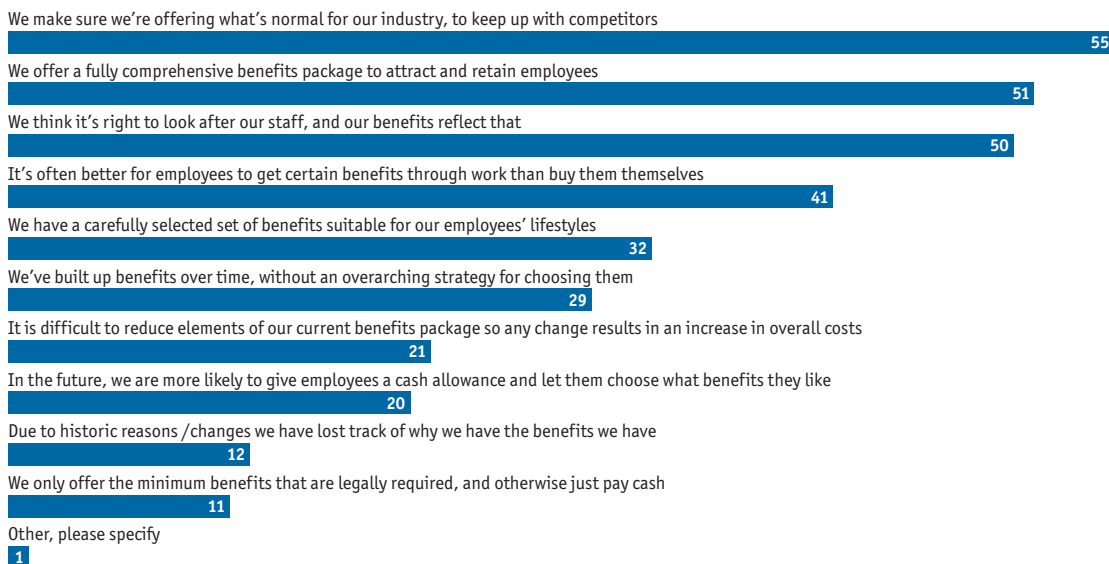 We make sure we’re offering what’s normal for our industry, to keep up with competitors
55
We offer a fully comprehensive benefits package to attract and retain employees
51
We think it’s right to look after our staff, and our benefits reflect that
50
It’s often better for employees to get certain benefits through work than buy them themselves
41
We have a carefully selected set of benefits suitable for our employees’ lifestyles
32
We’ve built up benefits over time, without an overarching strategy for choosing them
29
It is difficult to reduce elements of our current benefits package so any change results in an increase in overall costs
21
In the future, we are more likely to give employees a cash allowance and let them choose what benefits they like
20
Due to historic reasons /changes we have lost track of why we have the benefits we have
12
We only offer the minimum benefits that are legally required, and otherwise just pay cash
11
Other, please specify
1